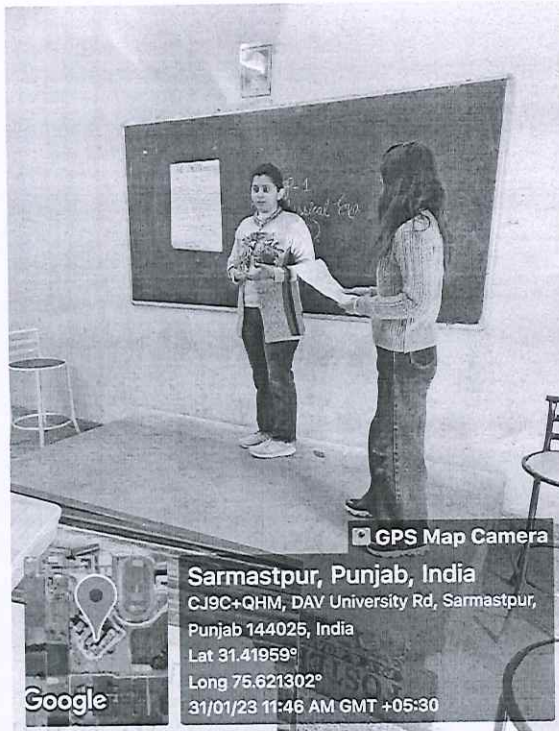 GPS Map Camera
Sarmastpur, Punjab, India
CJ9C+QHM, DAV University Rd, Sarmastpur,
Punjab 144025, India
Lat 31.41959°
Long 75.621302°
31/01/23 11:46 AM GMT +05:30
Google